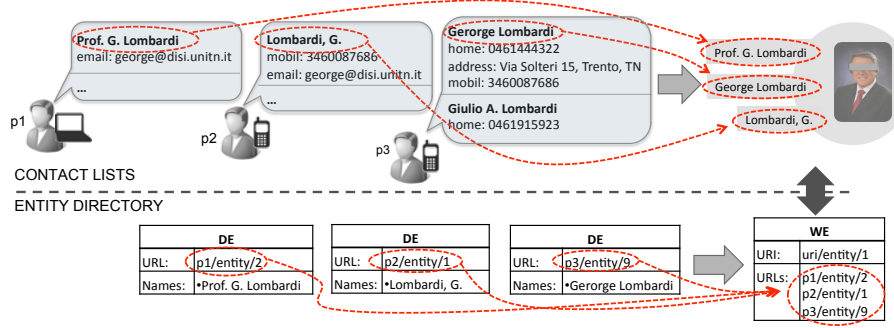 Prof. G. Lombardi
email: george@disi.unitn.it
...
p1
Lombardi, G.
mobil: 3460087686
email: george@disi.unitn.it
...
p2
Gerorge Lombardi
home: 0461444322
address: Via Solteri 15, Trento, TN
mobil: 3460087686
Giulio A. Lombardi
home: 0461915923
p3
Prof. G. Lombardi
George Lombardi
Lombardi, G.
CONTACT LISTS
ENTITY DIRECTORY
DE
URL: p1/entity/2
Names: •Prof. G. Lombardi
DE
URL: p2/entity/1
Names: •Lombardi, G.
DE
URL: p3/entity/9
Names: •Gerorge Lombardi
WE
URI: uri/entity/1
URLs: p1/entity/2
p2/entity/1
p3/entity/9